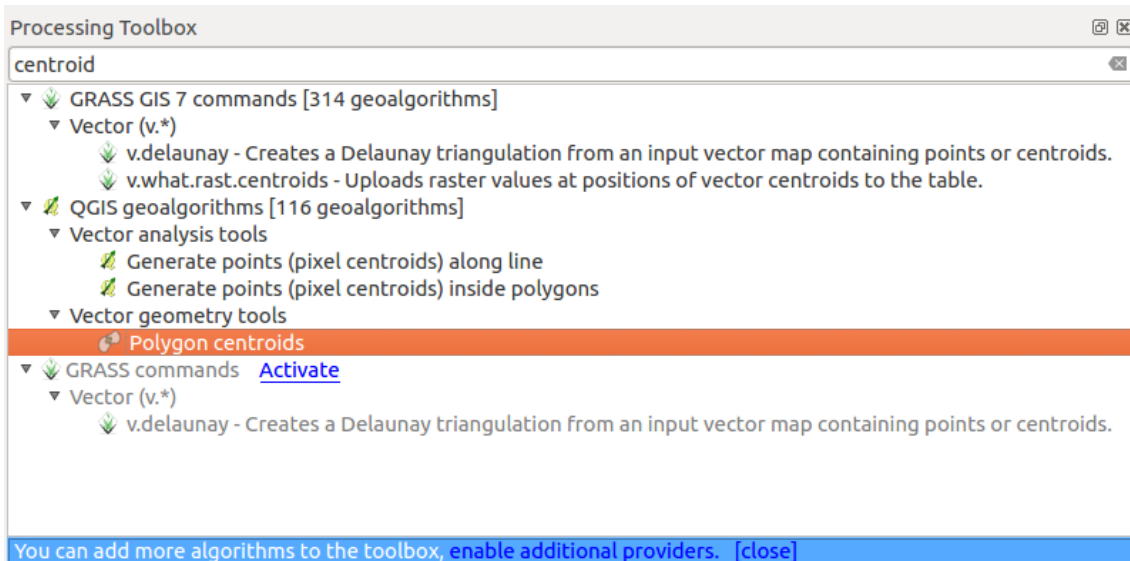 Processing Toolbox
centroid
GRASS GIS 7 commands [314 geoalgorithms]
Vector (v.*)
v.delaunay - Creates a Delaunay triangulation from an input vector map containing points or centroids.
v.what.rast.centroids - Uploads raster values at positions of vector centroids to the table.
QGIS geoalgorithms [116 geoalgorithms]
Vector analysis tools
Generate points (pixel centroids) along line
Generate points (pixel centroids) inside polygons
Vector geometry tools
Polygon centroids
GRASS commands Activate
Vector (v.*)
v.delaunay - Creates a Delaunay triangulation from an input vector map containing points or centroids.
You can add more algorithms to the toolbox, enable additional providers. [close]